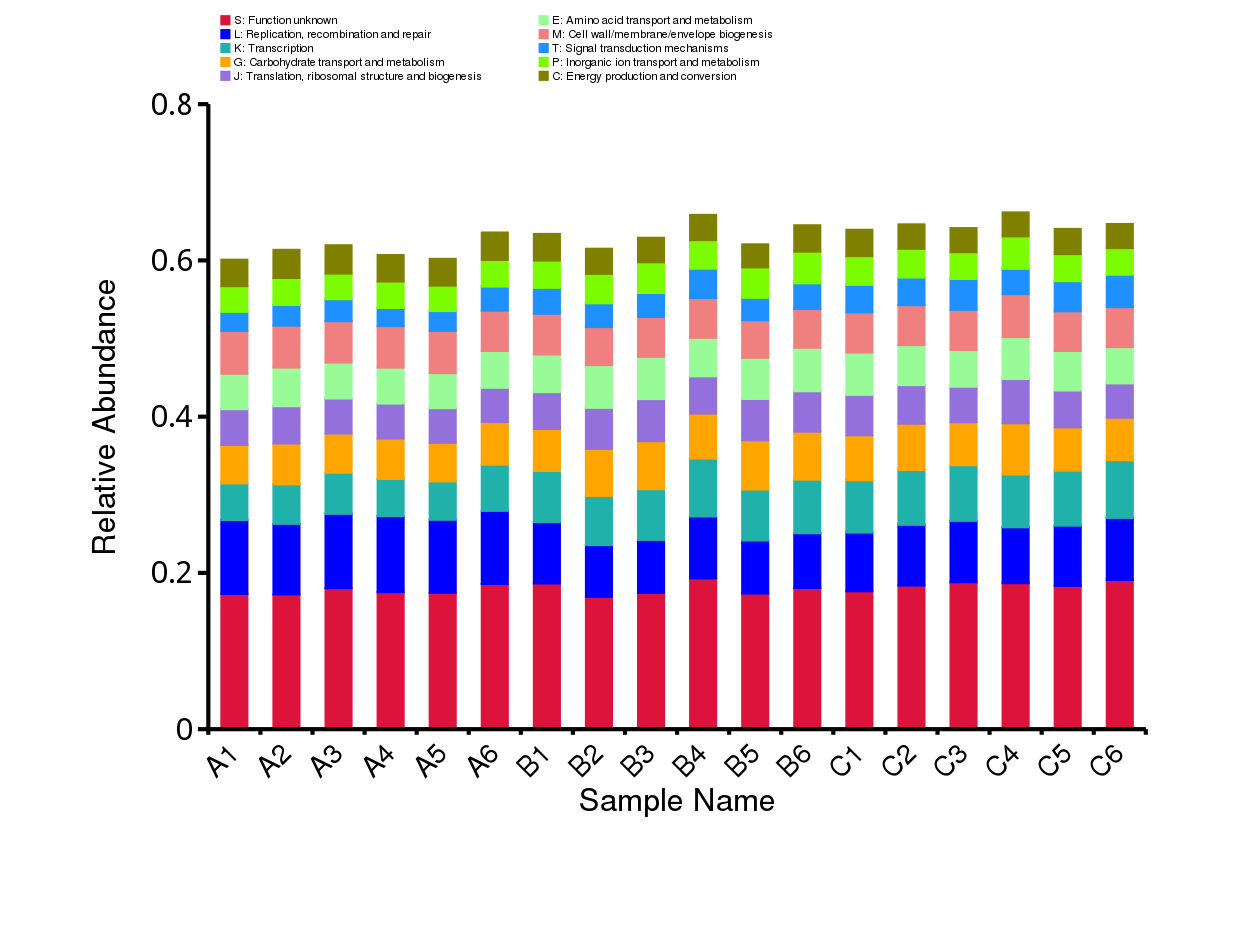 S: Function unknown
L: Replication, recombination and repair
K: Transcription
G: Carbohydrate transport and metabolism
J: Translation, ribosomal structure and biogenesis
E: Amino acid transport and metabolism
M: Cell wall/membrane/envelope biogenesis
T: Signal transduction mechanisms
P: Inorganic ion transport and metabolism
C: Energy production and conversion
0.8
0.6
0.4
0.2
0
Relative Abundance
A1 A2 A3 A4 A5 A6 B1 B2 B3 B4 B5 B6 C1 C2 C3 C4 C5 C6
Sample Name